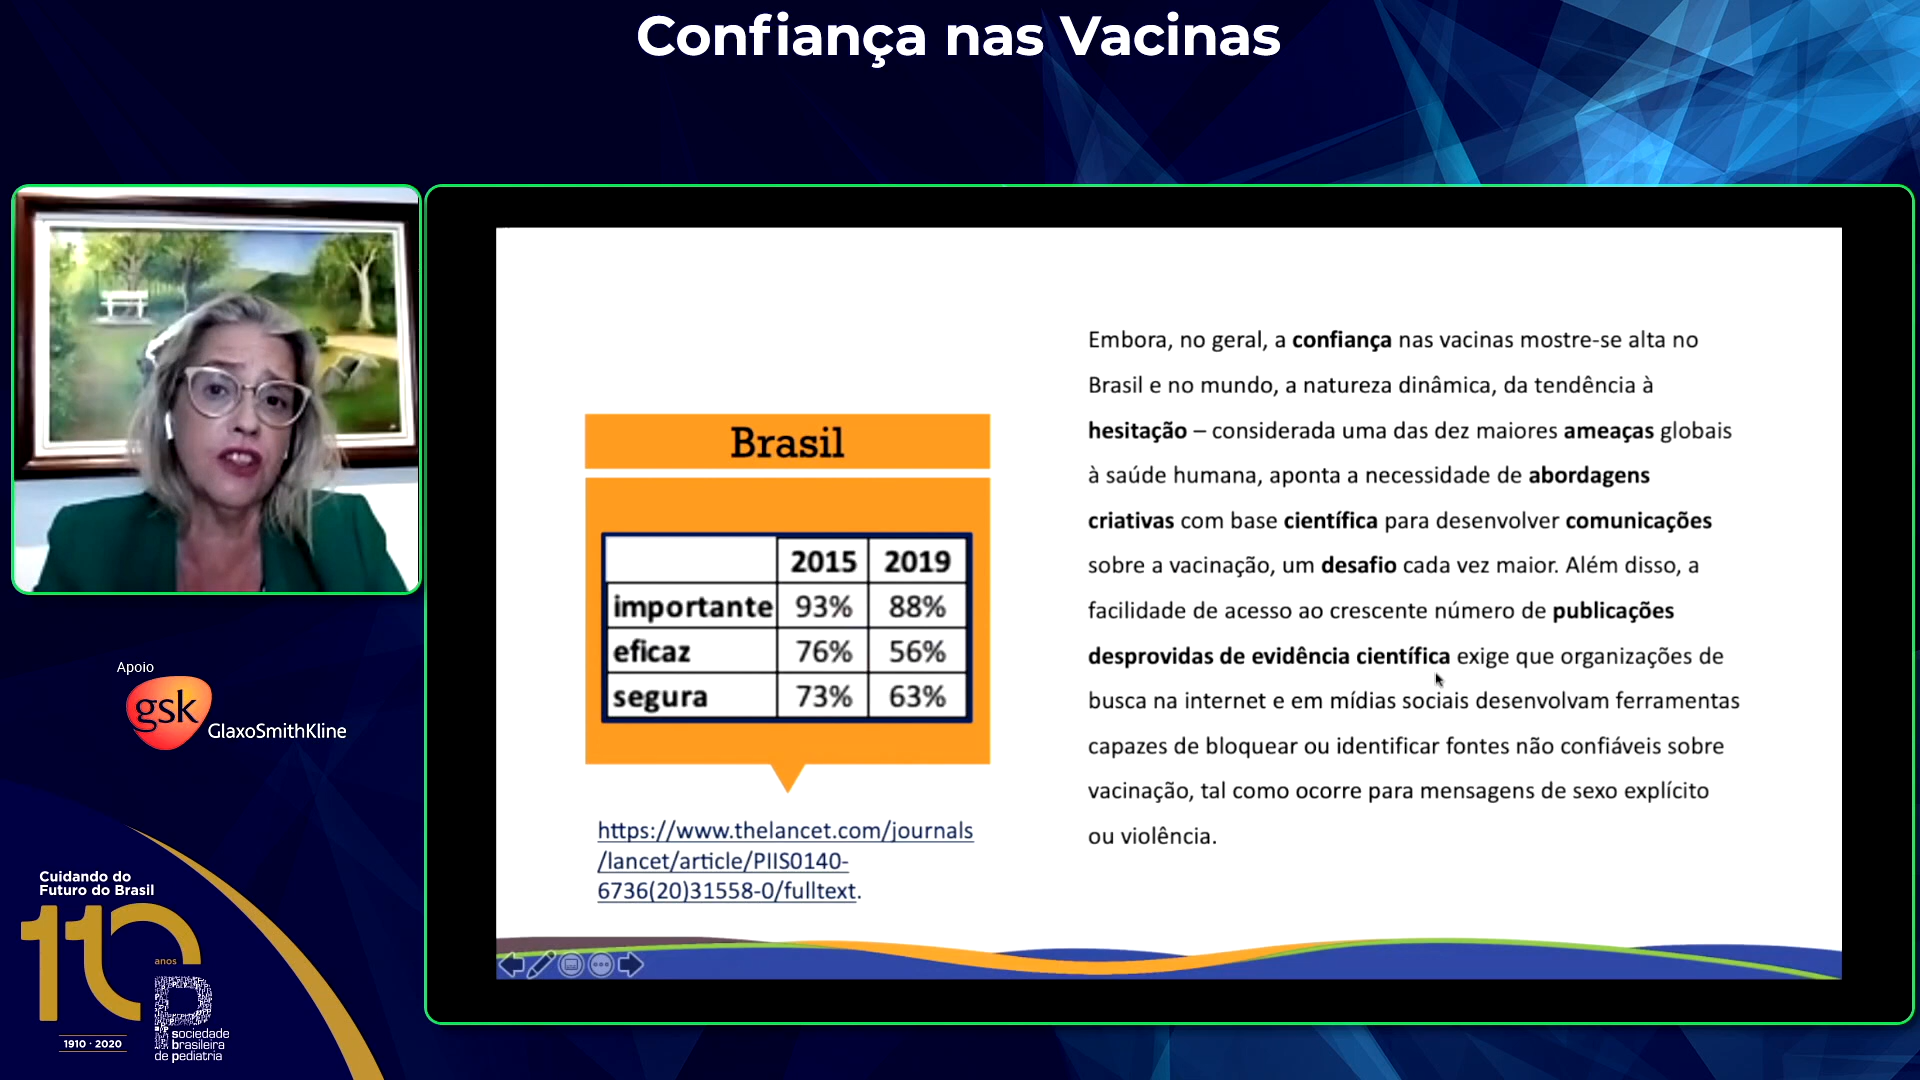 Confiança nas Vacinas
Apoio
gsk
GlaxoSmithKline
Cuidando do
Futuro do Brasil
110
anos
1910 · 2020
sociedade
brasileira
de pediatria
Brasil
2015 2019
importante 93% 88%
eficaz 76% 56%
segura 73% 63%
https://www.thelancet.com/journals
/lancet/article/PIIS0140-
6736(20)31558-0/fulltext.
Embora, no geral, a confiança nas vacinas mostre-se alta no
Brasil e no mundo, a natureza dinâmica, da tendência à
hesitação – considerada uma das dez maiores ameaças globais
à saúde humana, aponta a necessidade de abordagens
criativas com base científica para desenvolver comunicações
sobre a vacinação, um desafio cada vez maior. Além disso, a
facilidade de acesso ao crescente número de publicações
desprovidas de evidência científica exige que organizações de
busca na internet e em mídias sociais desenvolvam ferramentas
capazes de bloquear ou identificar fontes não confiáveis sobre
vacinação, tal como ocorre para mensagens de sexo explícito
ou violência.